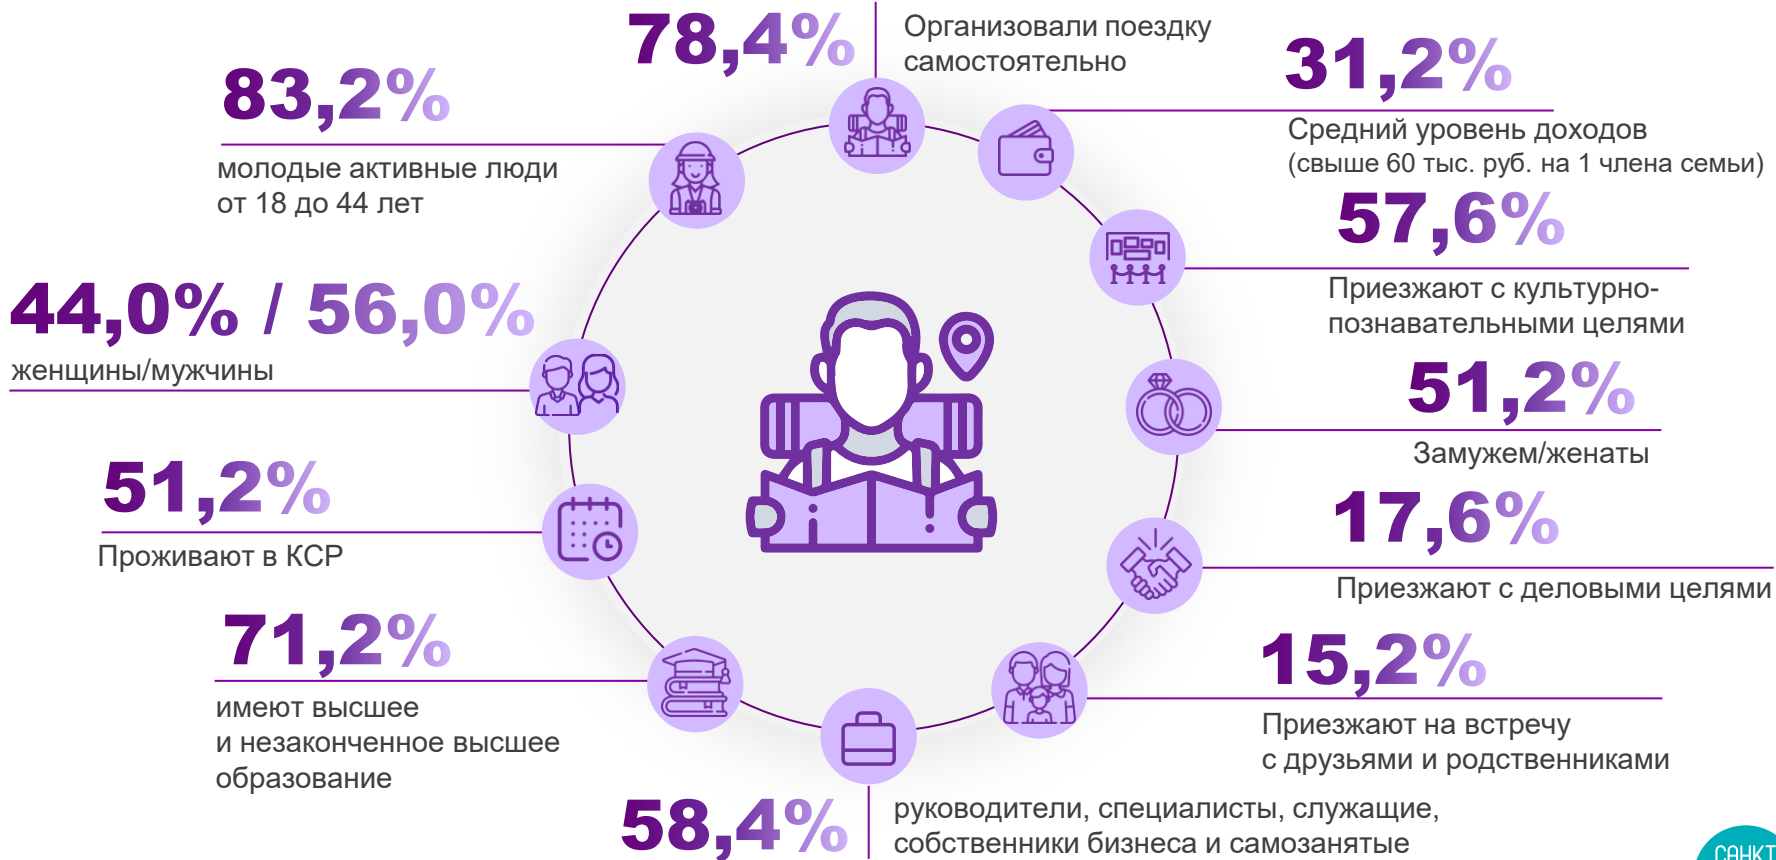 78,4%
Организовали поездку
самостоятельно
31,2%
Средний уровень доходов
(свыше 60 тыс. руб. на 1 члена семьи)
57,6%
Приезжают с культурно-
познавательными целями
51,2%
Замужем/женаты
17,6%
Приезжают с деловыми целями
15,2%
Приезжают на встречу
с друзьями и родственниками
58,4%
руководители, специалисты, служащие,
собственники бизнеса и самозанятые
71,2%
имеют высшее
и незаконченное высшее
образование
51,2%
Проживают в КСР
44,0% / 56,0%
женщины/мужчины
83,2%
молодые активные люди
от 18 до 44 лет